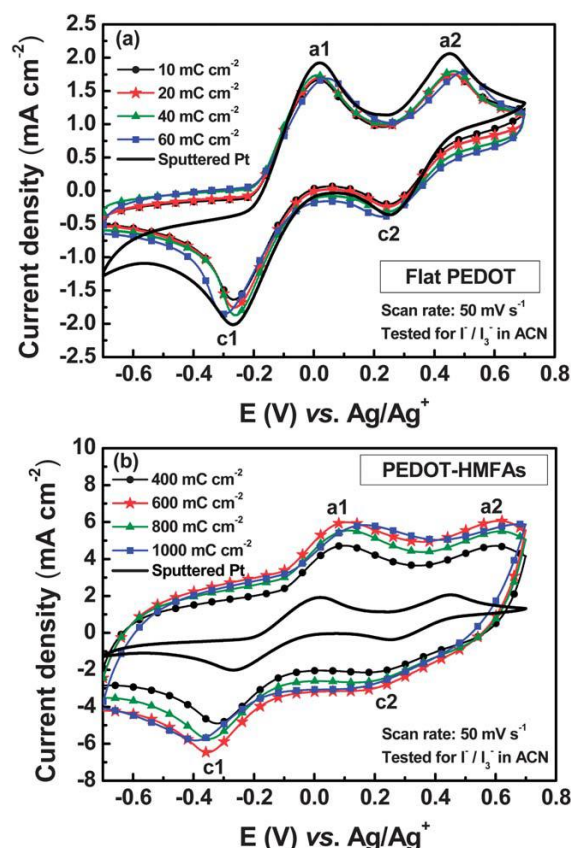 (a)
a1
a2
10 mC cm-2
20 mC cm-2
40 mC cm-2
60 mC cm-2
Sputtered Pt
c2
c1
Flat PEDOT
Scan rate: 50 mV s-1
Tested for I-/ I3- in ACN
Current density (mA cm-2)
2.5
2.0
1.5
1.0
0.5
0.0
-0.5
-1.0
-1.5
-2.0
2.5
-0.6 -0.4 -0.2 0.0 0.2 0.4 0.6 0.8
E (V) vs. Ag/Ag+
(b)
PEDOT-HMFAs
400 mC cm-2
600 mC cm-2
800 mC cm-2
1000 mC cm-2
Sputtered Pt
a1
a2
c2
c1
Scan rate: 50 mV s-1
Tested for I-/ I3- in ACN
Current density (mA cm-2)
10
8
6
4
2
0
-2
-4
-6
-8
-0.6 -0.4 -0.2 0.0 0.2 0.4 0.6 0.8
E (V) vs. Ag/Ag+